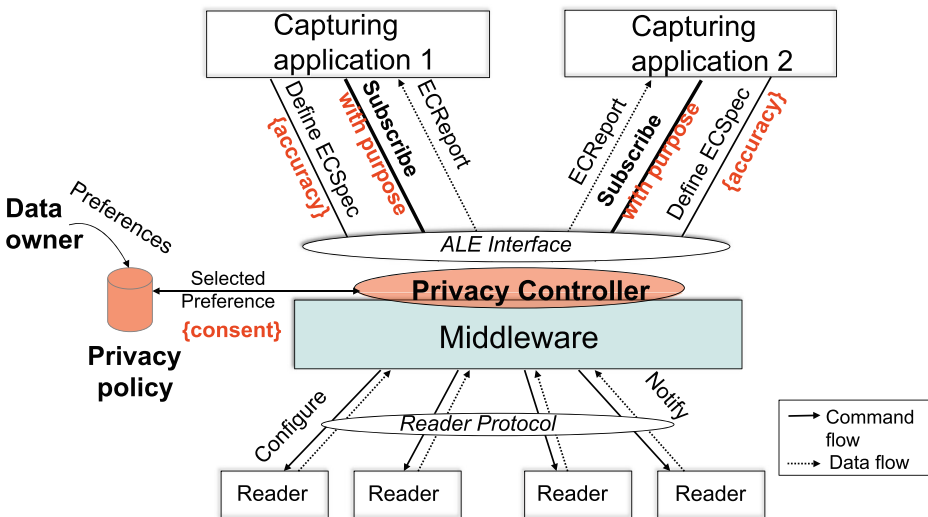 Capturing
application 1
Capturing
application 2
Define ECSpec
{accuracy}
Subscribe
with purpose
ECReport
ECReport
Subscribe
with purpose
Define ECSpec
{accuracy}
Data
owner
Preferences
ALE Interface
Selected
Preference
{consent}
Privacy Controller
Middleware
Privacy
policy
Configure
Notify
Reader Protocol
Reader
Reader
Reader
Reader
Command
flow
Data flow